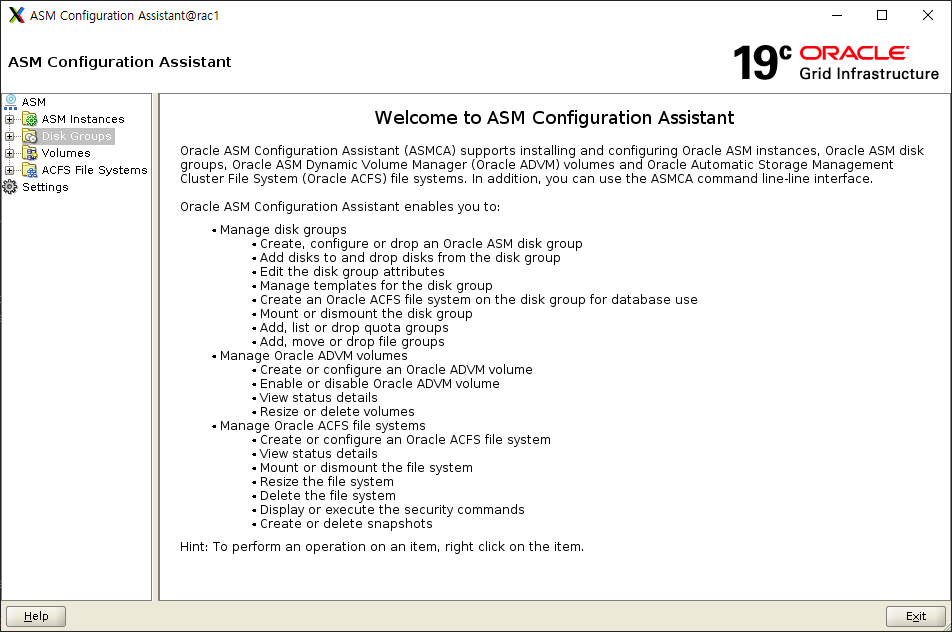 ASM Configuration Assistant@rac1
ASM Configuration Assistant
19c ORACLE
Grid Infrastructure
ASM
ASM Instances
Disk Groups
Volumes
ACFS File Systems
Settings
Welcome to ASM Configuration Assistant
Oracle ASM Configuration Assistant (ASMCA) supports installing and configuring Oracle ASM instances, Oracle ASM disk
groups, Oracle ASM Dynamic Volume Manager (Oracle ADVM) volumes and Oracle Automatic Storage Management
Cluster File System (Oracle ACFS) file systems. In addition, you can use the ASMCA command line-line interface.
Oracle ASM Configuration Assistant enables you to:
• Manage disk groups
• Create, configure or drop an Oracle ASM disk group
• Add disks to and drop disks from the disk group
• Edit the disk group attributes
• Manage templates for the disk group
• Create an Oracle ACFS file system on the disk group for database use
• Mount or dismount the disk group
• Add, list or drop quota groups
• Add, move or drop file groups
• Manage Oracle ADVM volumes
• Create or configure an Oracle ADVM volume
• Enable or disable Oracle ADVM volume
• View status details
• Resize or delete volumes
• Manage Oracle ACFS file systems
• Create or configure an Oracle ACFS file system
• View status details
• Mount or dismount the file system
• Resize the file system
• Delete the file system
• Display or execute the security commands
• Create or delete snapshots
Hint: To perform an operation on an item, right click on the item.
Help
Exit